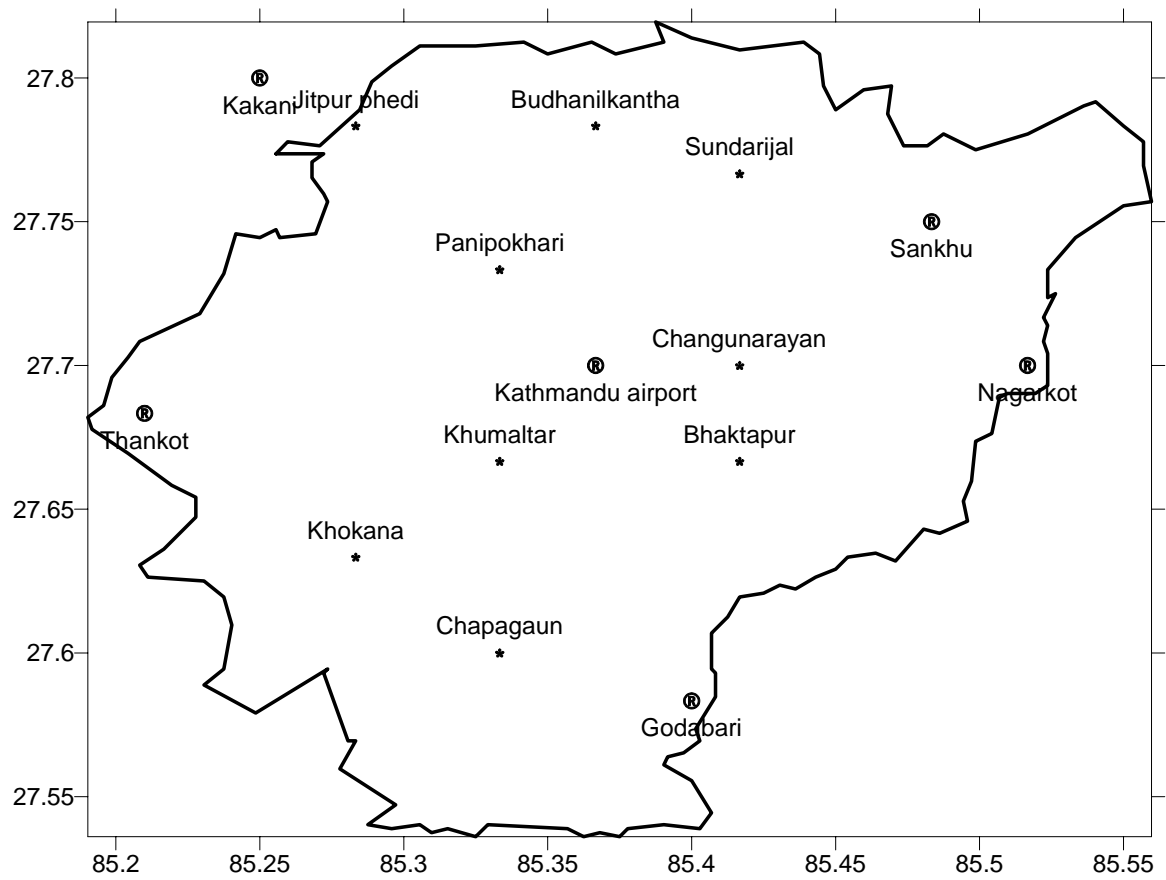 27.8
Kakani
Jitpur phedi
Budhanilkantha
Sundarijal
27.75
Sankhu
Panipokhari
Changunarayan
27.7
Kathmandu airport
Nagarkot
Thankot
Khumaltar
Bhaktapur
27.65
Khokana
Chapagaun
27.6
Godabari
27.55
85.2 85.25 85.3 85.35 85.4 85.45 85.5 85.55